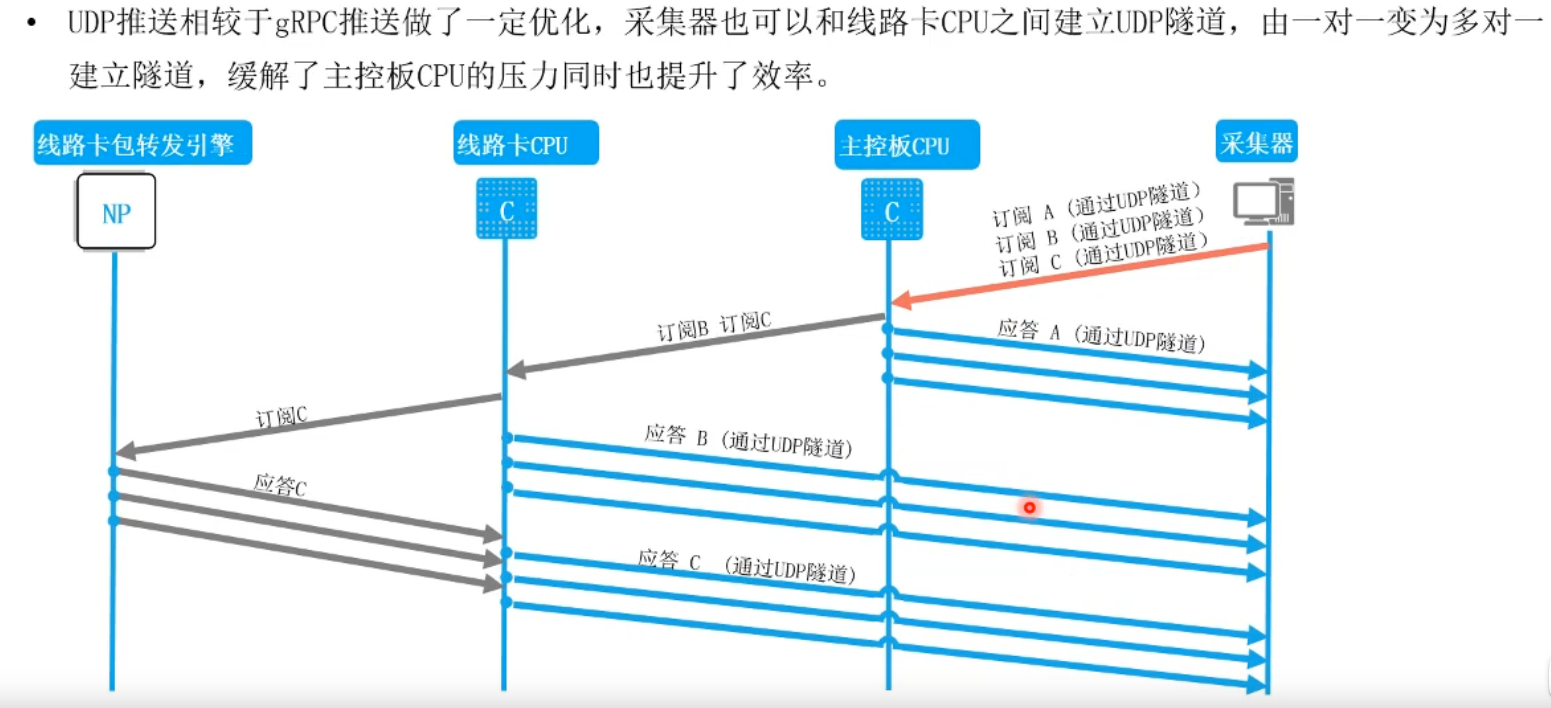 • UDP推送相较于gRPC推送做了一定优化，采集器也可以和线路卡CPU之间建立UDP隧道，由一对一变为多对一
建立隧道，缓解了主控板CPU的压力同时也提升了效率。
线路卡包转发引擎
线路卡CPU
主控板CPU
采集器
NP
C
C
订阅 A（通过UDP隧道）
订阅 B（通过UDP隧道）
订阅 C（通过UDP隧道）
订阅B 订阅C
应答 A（通过UDP隧道）
订阅C
应答 B（通过UDP隧道）
应答C
应答 C （通过UDP隧道）